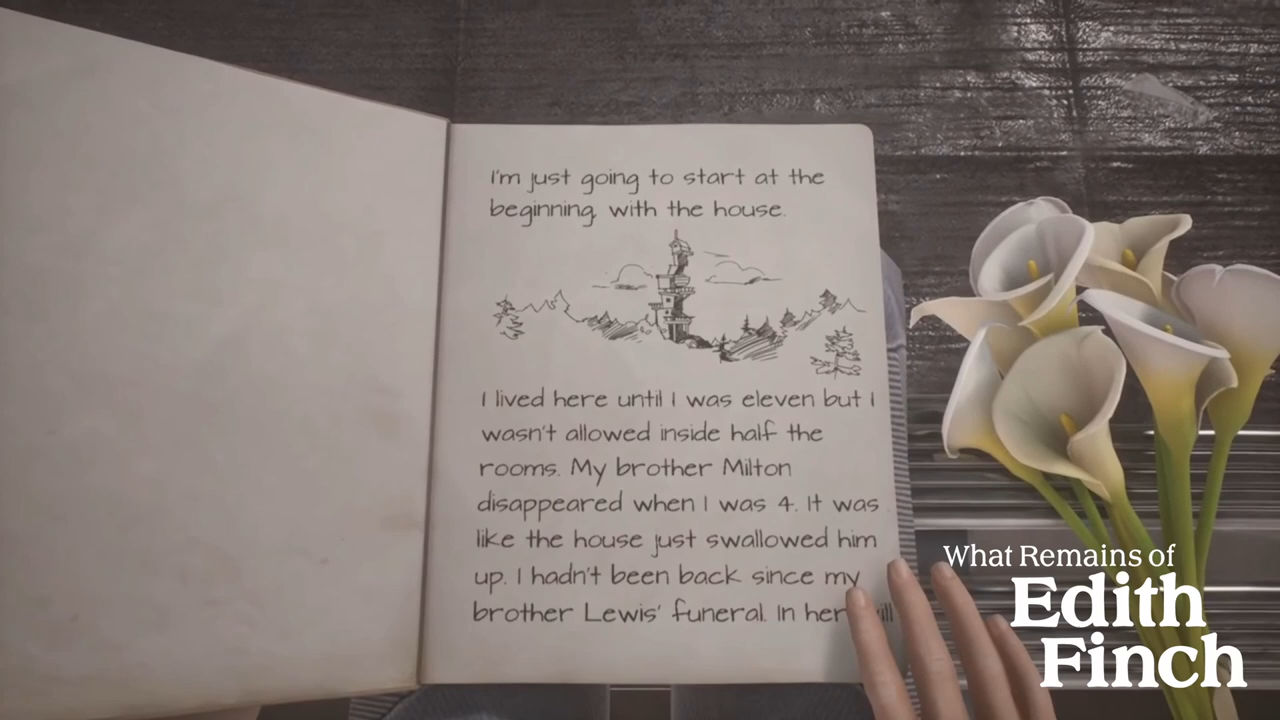 I'm just going to start at the
beginning, with the house.
I lived here until I was eleven but I
wasn't allowed inside half the
rooms. My brother Milton
disappeared when I was 4. It was
like the house just swallowed him
up. I hadn't been back since my
brother Lewis' funeral. In her
What Remains of
Edith
Finch